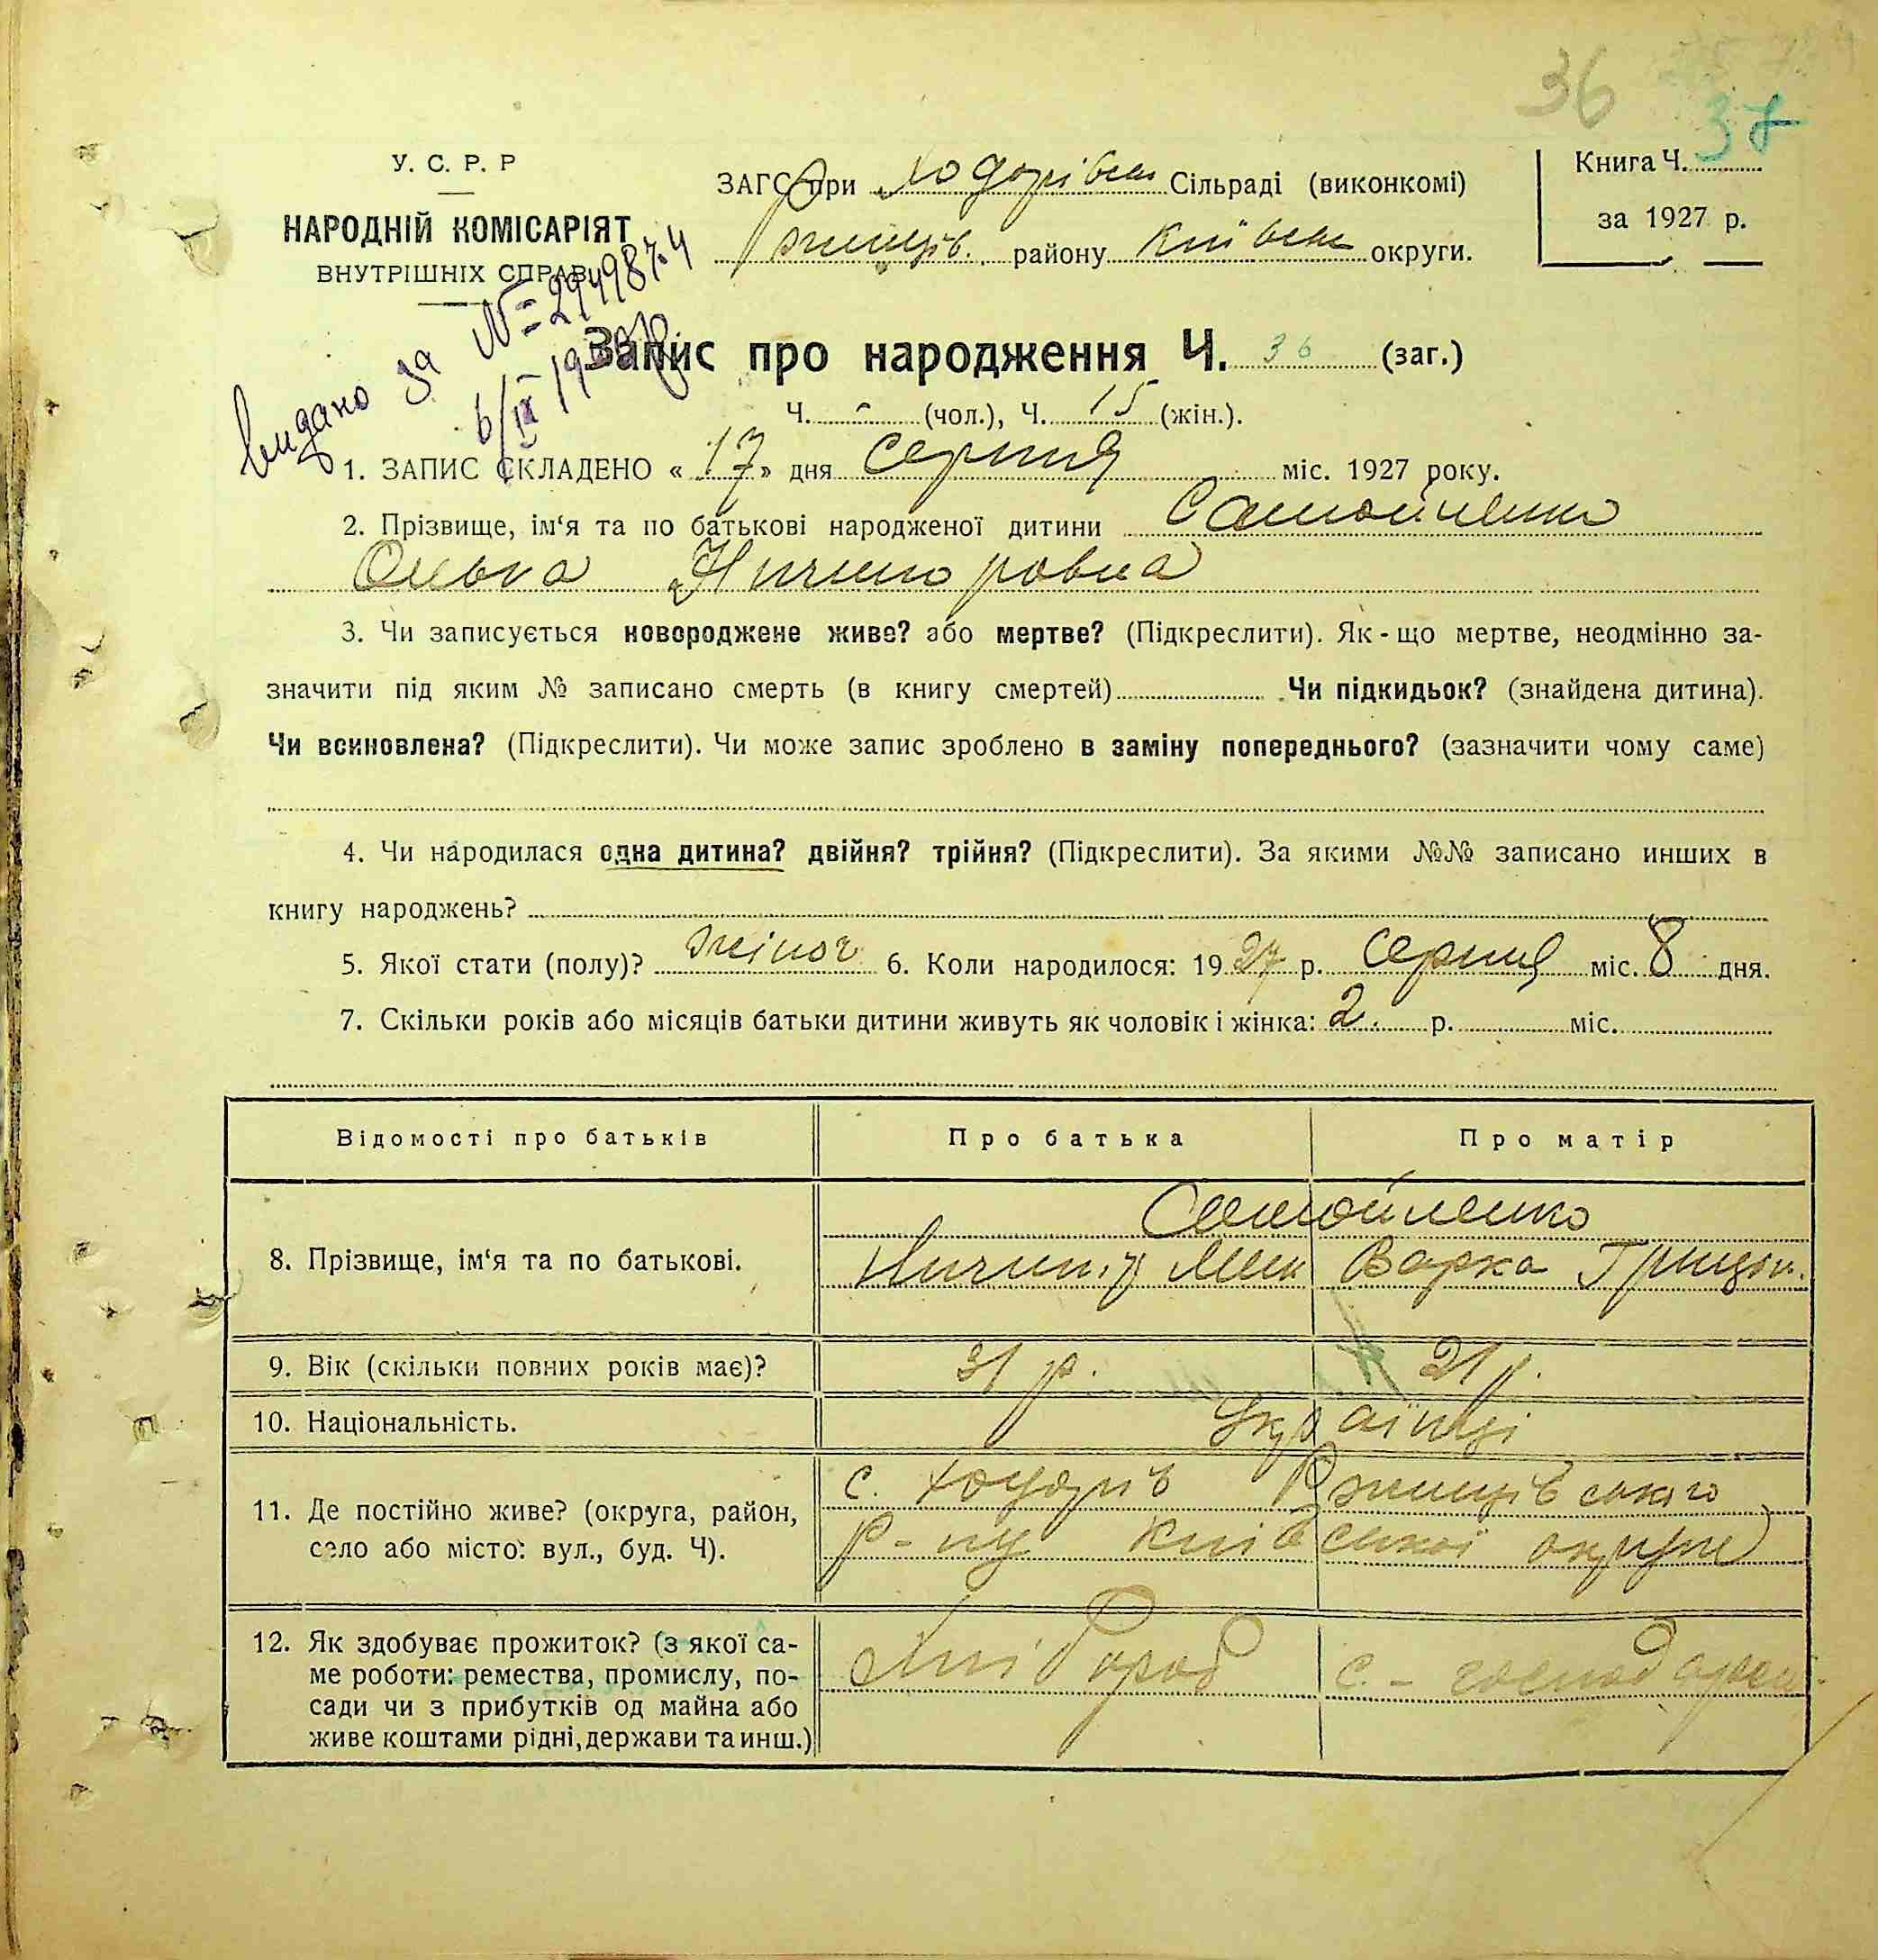 36
37
У. С. Р. Р
НАРОДНІЙ КОМІСАРІЯТ
ВНУТРІШНІХ СПРАВ
ЗАГС при Ходорівськ Сільраді (виконкомі)
Ржищів. району Київськ округи.
Книга Ч.
за 1927 р.
видано за №
Запис про народження Ч. 36 (заг.)
Ч. - (чол.), Ч. 15 (жін.).
1. ЗАПИС СКЛАДЕНО « 17 » дня серпня міс. 1927 року.
2. Прізвище, ім‘я та по батькові народженої дитини Самойленко
Ольга Ничипоровна
3. Чи записується новороджене живе? або мертве? (Підкреслити). Як-що мертве, неодмінно за-
значити під яким № записано смерть (в книгу смертей) Чи підкидьок? (знайдена дитина).
Чи всиновлена? (Підкреслити). Чи може запис зроблено в заміну попереднього? (зазначити чому саме)
4. Чи народилася одна дитина? двійня? трійня? (Підкреслити). За якими №№ записано инших в
книгу народжень?
5. Якої стати (полу)? жіноч 6. Коли народилося: 1927 р. серпня міс. 8 дня.
7. Скільки років або місяців батьки дитини живуть як чоловік і жінка: 2. р. міс.
Відомості про батьків Про батька Про матір
8. Прізвище, ім‘я та по батькові. Самойленко
Ничипір Варка Грицьк.
9. Вік (скільки повних років має)? 31 р. 21 р.
10. Національність. Українці
11. Де постійно живе? (округа, район,
село або місто: вул., буд. Ч).
с. Ходорів Ржищівського
р-ну Київської округи
12. Як здобуває прожиток? (з якої са-
ме роботи: ремества, промислу, по-
сади чи з прибутків од майна або
живе коштами рідні, держави та инш.)
Хлібороб с.-господарськ.